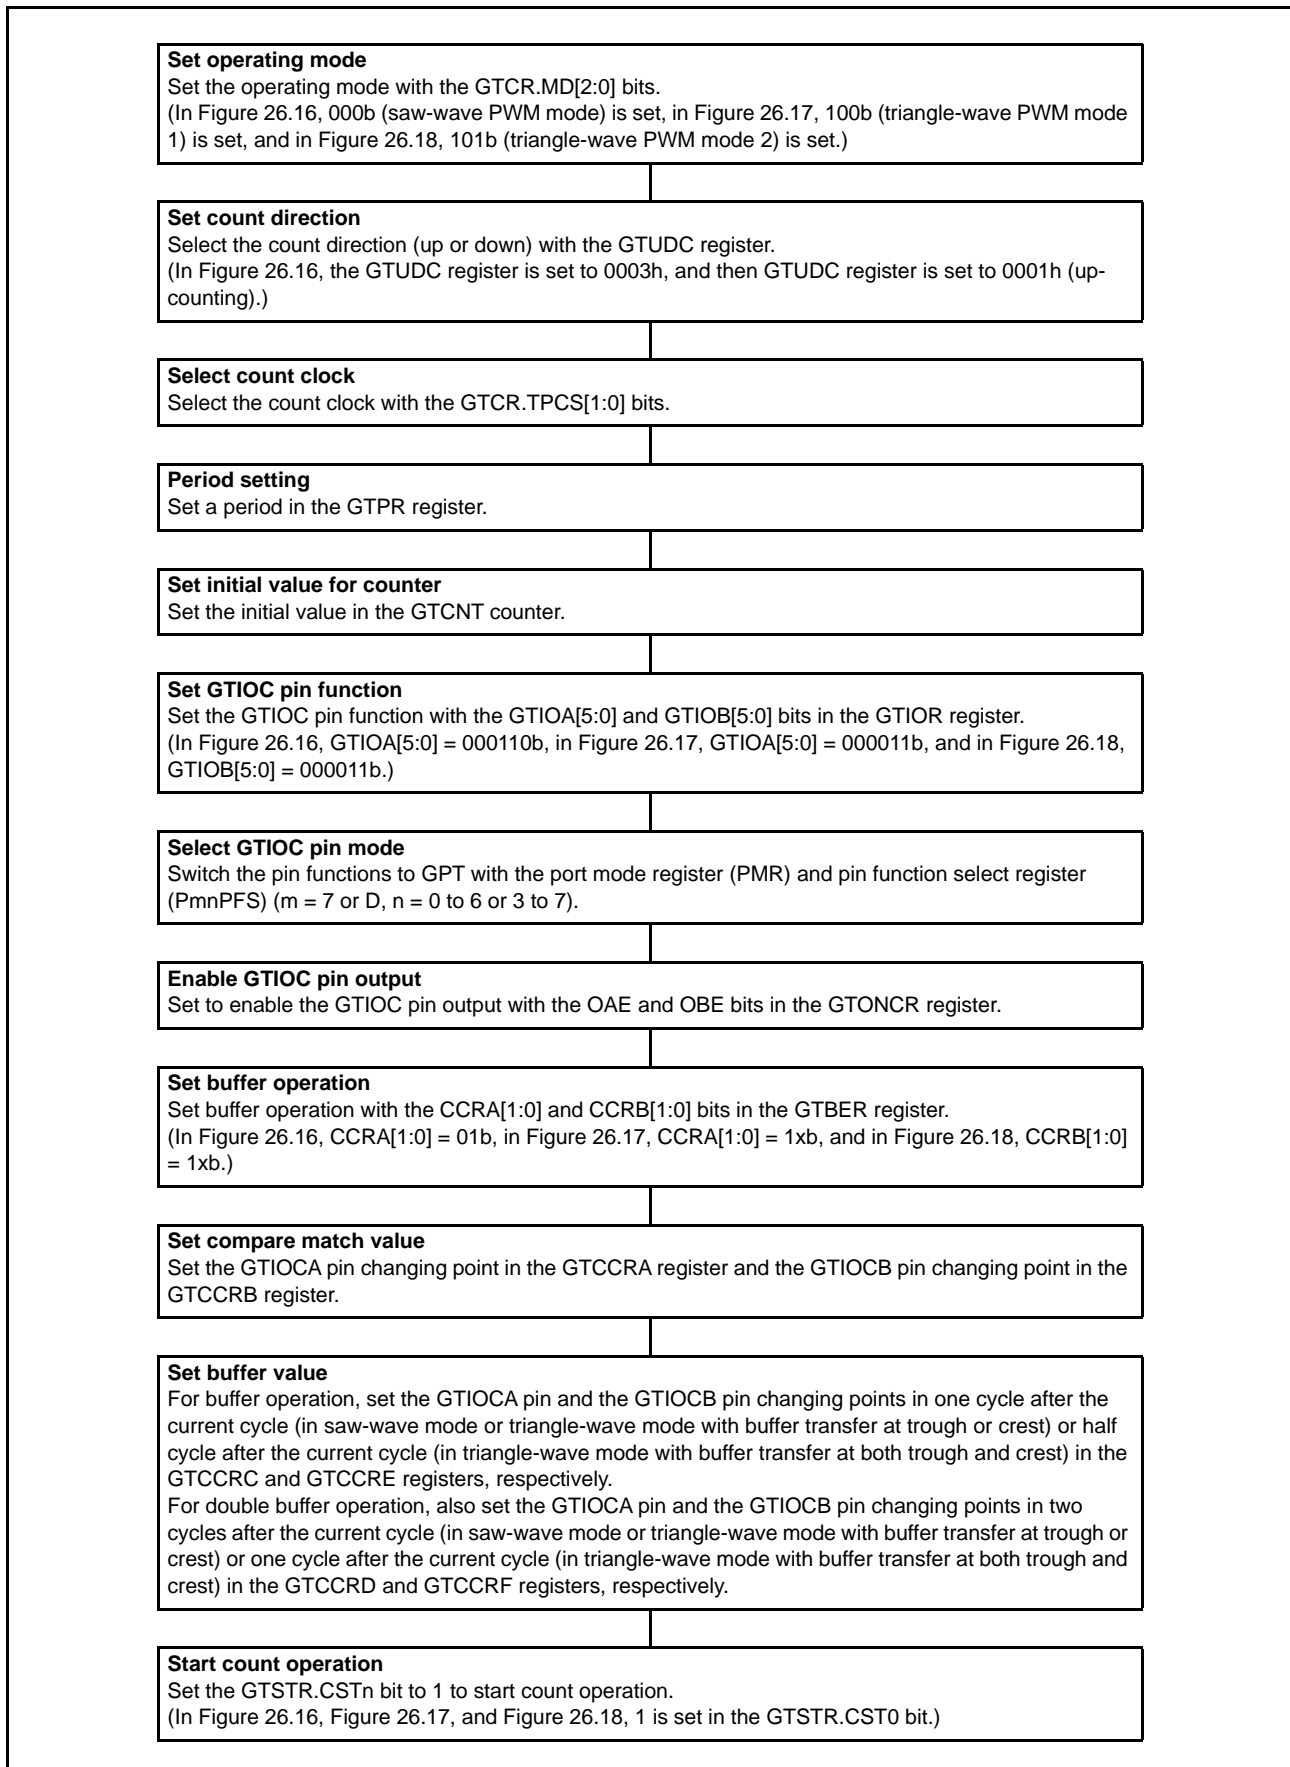 Set operating mode
Set the operating mode with the GTCR.MD[2:0] bits.
(In Figure 26.16, 000b (saw-wave PWM mode) is set, in Figure 26.17, 100b (triangle-wave PWM mode
1) is set, and in Figure 26.18, 101b (triangle-wave PWM mode 2) is set.)
Set count direction
Select the count direction (up or down) with the GTUDC register.
(In Figure 26.16, the GTUDC register is set to 0003h, and then GTUDC register is set to 0001h (up-
counting).)
Select count clock
Select the count clock with the GTCR.TPCS[1:0] bits.
Period setting
Set a period in the GTPR register.
Set initial value for counter
Set the initial value in the GTCNT counter.
Set GTIOC pin function
Set the GTIOC pin function with the GTIOA[5:0] and GTIOB[5:0] bits in the GTIOR register.
(In Figure 26.16, GTIOA[5:0] = 000110b, in Figure 26.17, GTIOA[5:0] = 000011b, and in Figure 26.18,
GTIOB[5:0] = 000011b.)
Select GTIOC pin mode
Switch the pin functions to GPT with the port mode register (PMR) and pin function select register
(PmnPFS) (m = 7 or D, n = 0 to 6 or 3 to 7).
Enable GTIOC pin output
Set to enable the GTIOC pin output with the OAE and OBE bits in the GTONCR register.
Set buffer operation
Set buffer operation with the CCRA[1:0] and CCRB[1:0] bits in the GTBER register.
(In Figure 26.16, CCRA[1:0] = 01b, in Figure 26.17, CCRA[1:0] = 1xb, and in Figure 26.18, CCRB[1:0]
= 1xb.)
Set compare match value
Set the GTIOCA pin changing point in the GTCCRA register and the GTIOCB pin changing point in the
GTCCRB register.
Set buffer value
For buffer operation, set the GTIOCA pin and the GTIOCB pin changing points in one cycle after the
current cycle (in saw-wave mode or triangle-wave mode with buffer transfer at trough or crest) or half
cycle after the current cycle (in triangle-wave mode with buffer transfer at both trough and crest) in the
GTCCRC and GTCCRE registers, respectively.
For double buffer operation, also set the GTIOCA pin and the GTIOCB pin changing points in two
cycles after the current cycle (in saw-wave mode or triangle-wave mode with buffer transfer at trough or
crest) or one cycle after the current cycle (in triangle-wave mode with buffer transfer at both trough and
crest) in the GTCCRD and GTCCRF registers, respectively.
Start count operation
Set the GTSTR.CSTn bit to 1 to start count operation.
(In Figure 26.16, Figure 26.17, and Figure 26.18, 1 is set in the GTSTR.CST0 bit.)